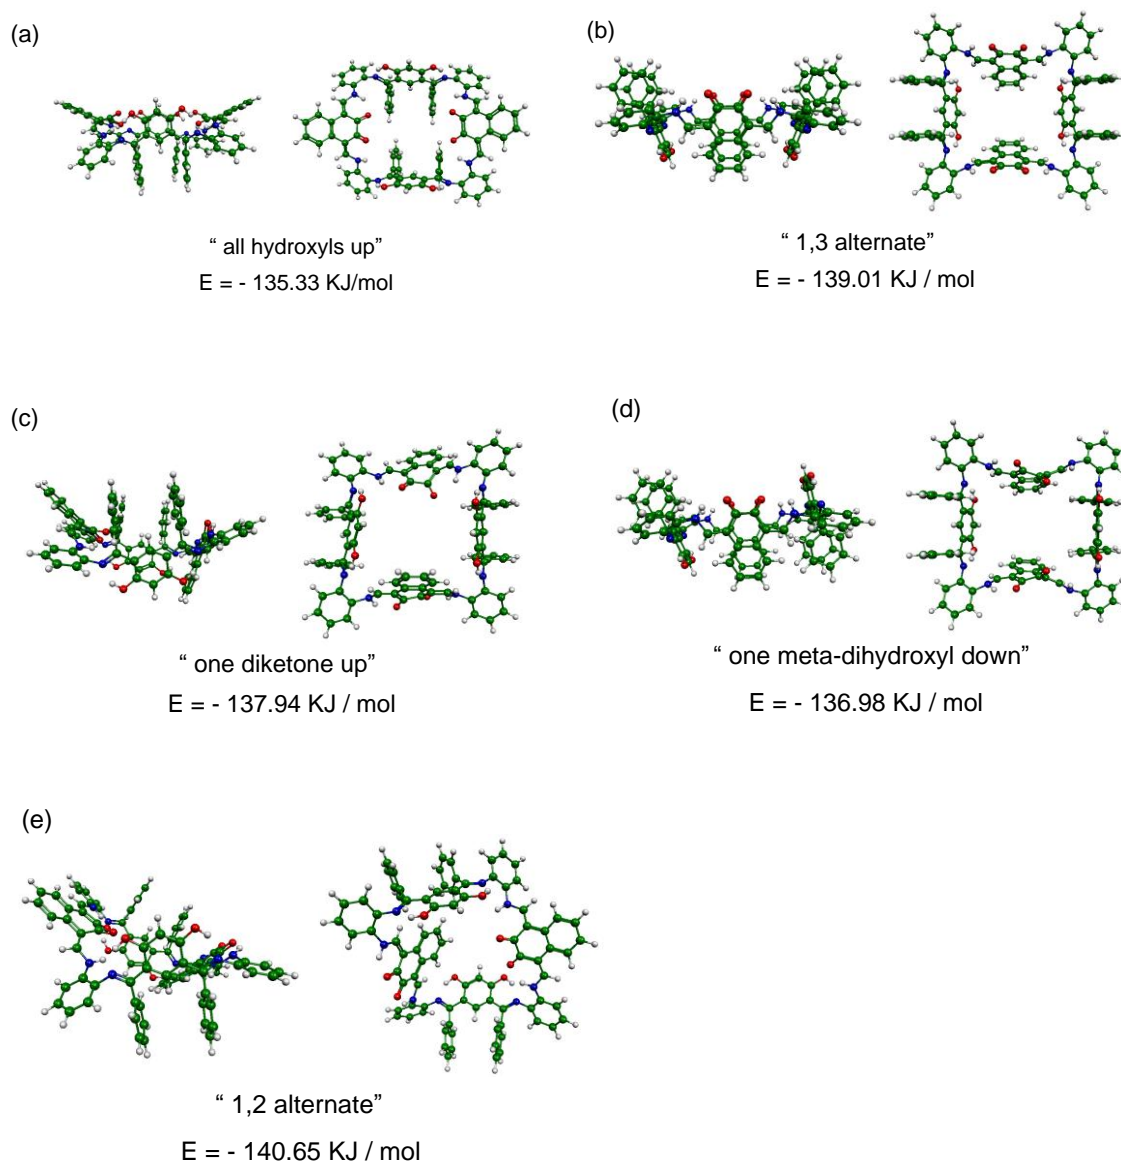 (a)
“ all hydroxyls up”
E = - 135.33 KJ/mol
(b)
“ 1,3 alternate”
E = - 139.01 KJ / mol
(c)
“ one diketone up”
E = - 137.94 KJ / mol
(d)
“ one meta-dihydroxyl down”
E = - 136.98 KJ / mol
(e)
“ 1,2 alternate”
E = - 140.65 KJ / mol